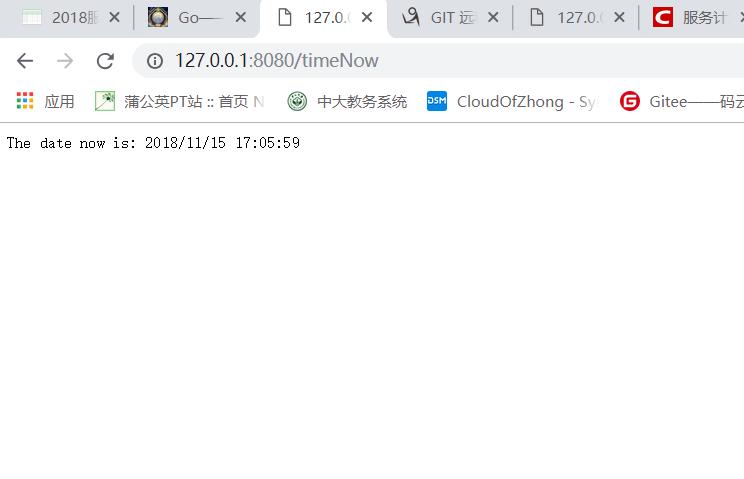 2018服 Go—— 127.0.0 GIT 远 127.0. 服务计
127.0.0.1:8080/timeNow
应用 蒲公英PT站 :: 首页 N 中大教务系统 DSM CloudOfZhong - Sy Gitee——码云
The date now is: 2018/11/15 17:05:59